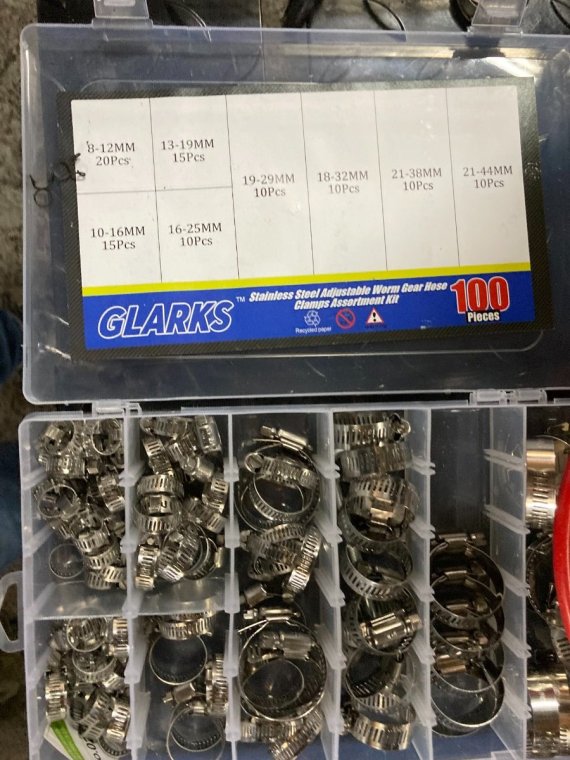 8-12MM
20Pcs
13-19MM
15Pcs
10-16MM
15Pcs
16-25MM
10Pcs
19-29MM
10Pcs
18-32MM
10Pcs
21-38MM
10Pcs
21-44MM
10Pcs
GLARKS™
Stainless Steel Adjustable Worm Gear Hose
Clamps Assortment Kit
Recycled paper
100
Pieces